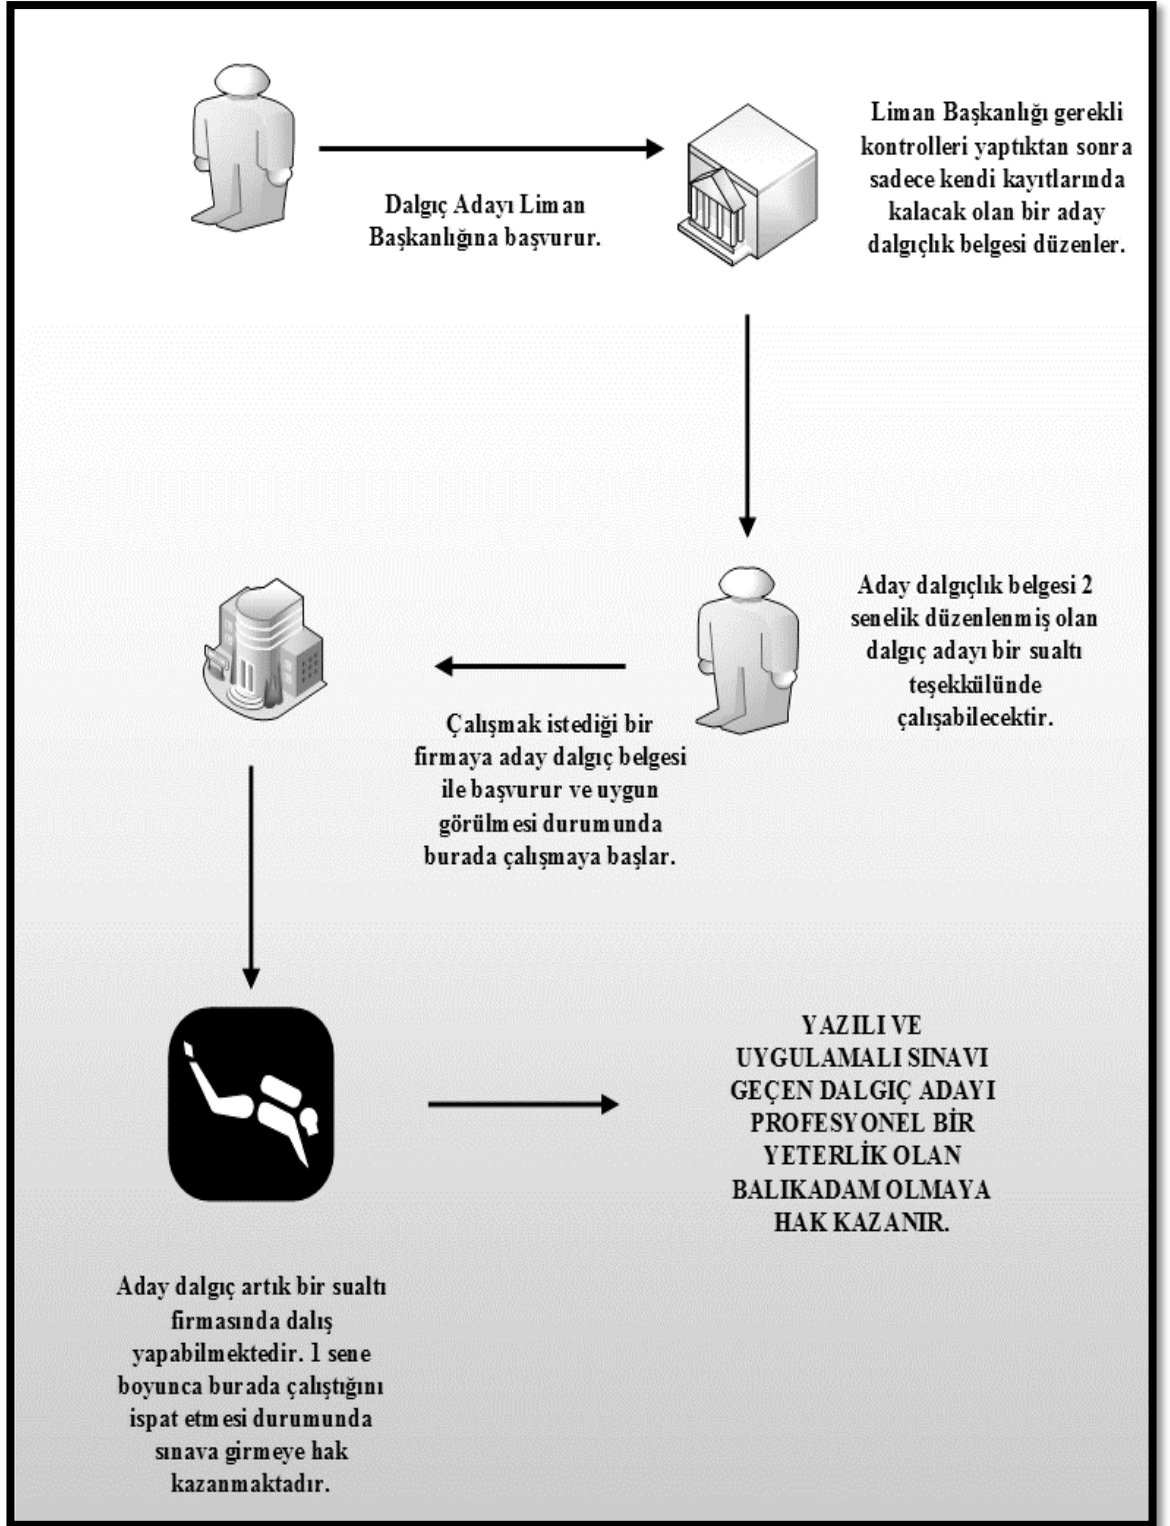 Dalgıç Adayı Liman
Başkanlığına başvurur.
Liman Başkanlığı gerekli
kontrolleri yaptıktan sonra
sadece kendi kayıtlarında
kalacak olan bir aday
dalgıçlık belgesi düzenler.
Aday dalgıçlık belgesi 2
senelik düzenlenmiş olan
dalgıç adayı bir sualtı
teşekkülünde
çalışabilecektir.
Çalışmak istediği bir
firmaya aday dalgıç belgesi
ile başvurur ve uygun
görülmesi durumunda
burada çalışmaya başlar.
Aday dalgıç artık bir sualtı
firmasında dalış
yapabilmektedir. 1 sene
boyunca burada çalıştığını
ispat etmesi durumunda
sınava girmeye hak
kazanmaktadır.
YAZILI VE
UYGULAMALI SINAVI
GEÇEN DALGIÇ ADAYI
PROFESYONEL BİR
YETERLİK OLAN
BALIKADAM OLMAYA
HAK KAZANIR.